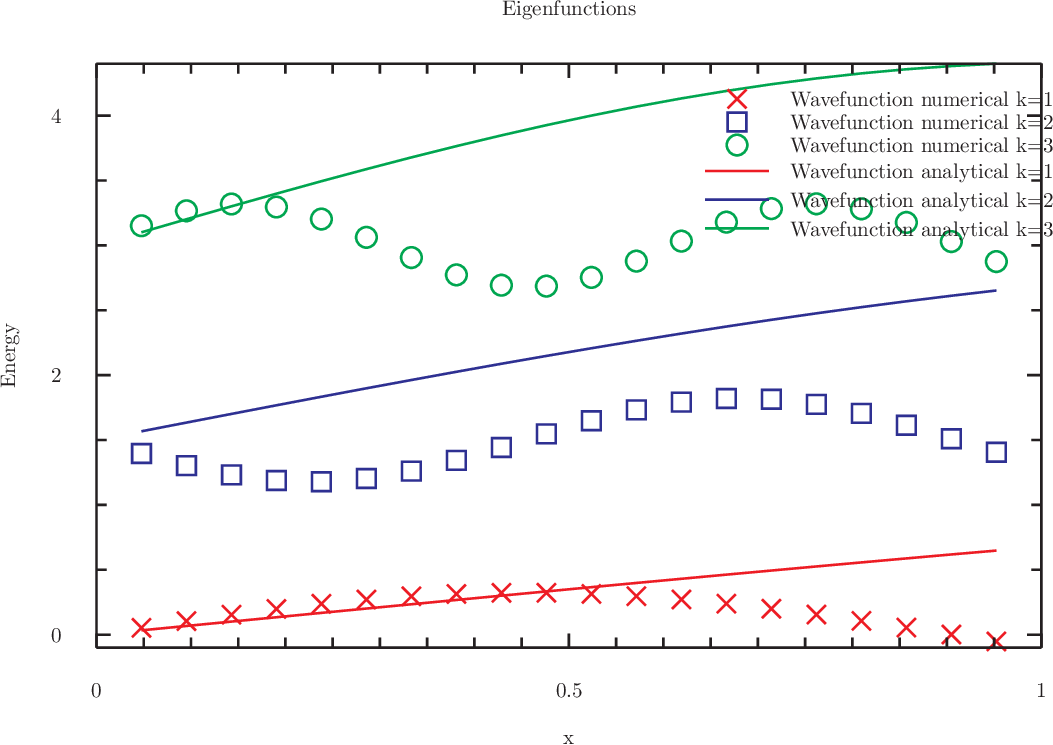 Eigenfunctions
4
Wavefunction numerical k=1
Wavefunction numerical k=2
Wavefunction numerical k=3
Wavefunction analytical k=1
Wavefunction analytical k=2
Wavefunction analytical k=3
Energy
2
0
0 0.5 1
x